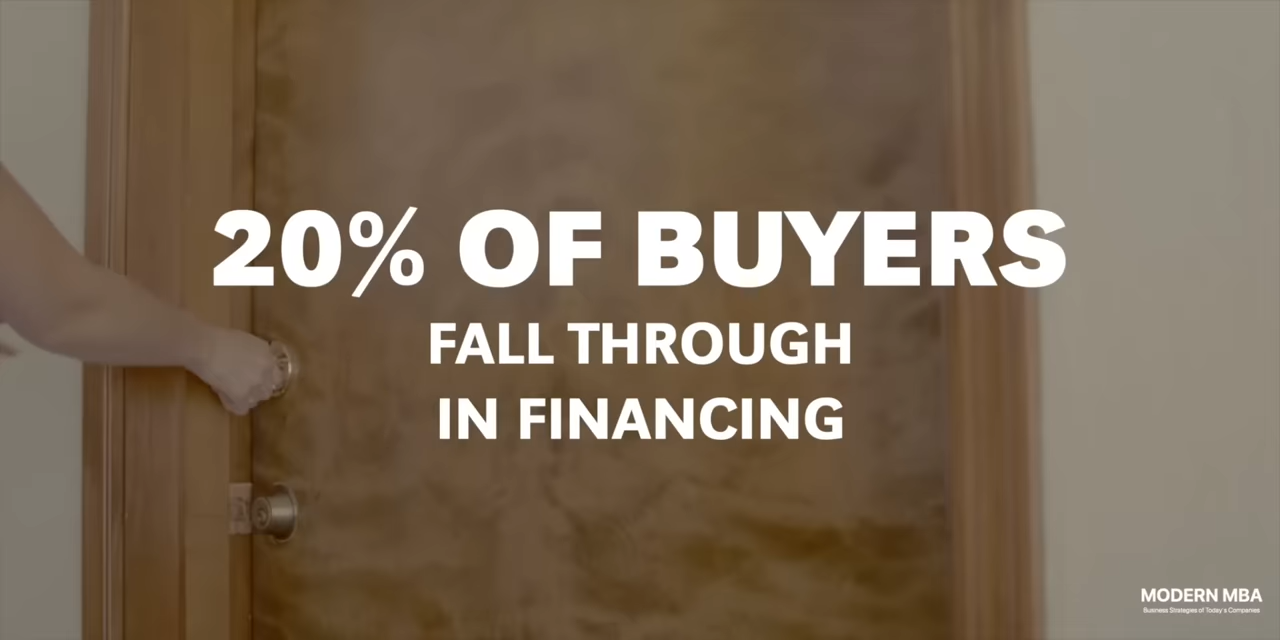 20% OF BUYERS
FALL THROUGH
IN FINANCING
MODERN MBA
Business Strategies of Today's Companies